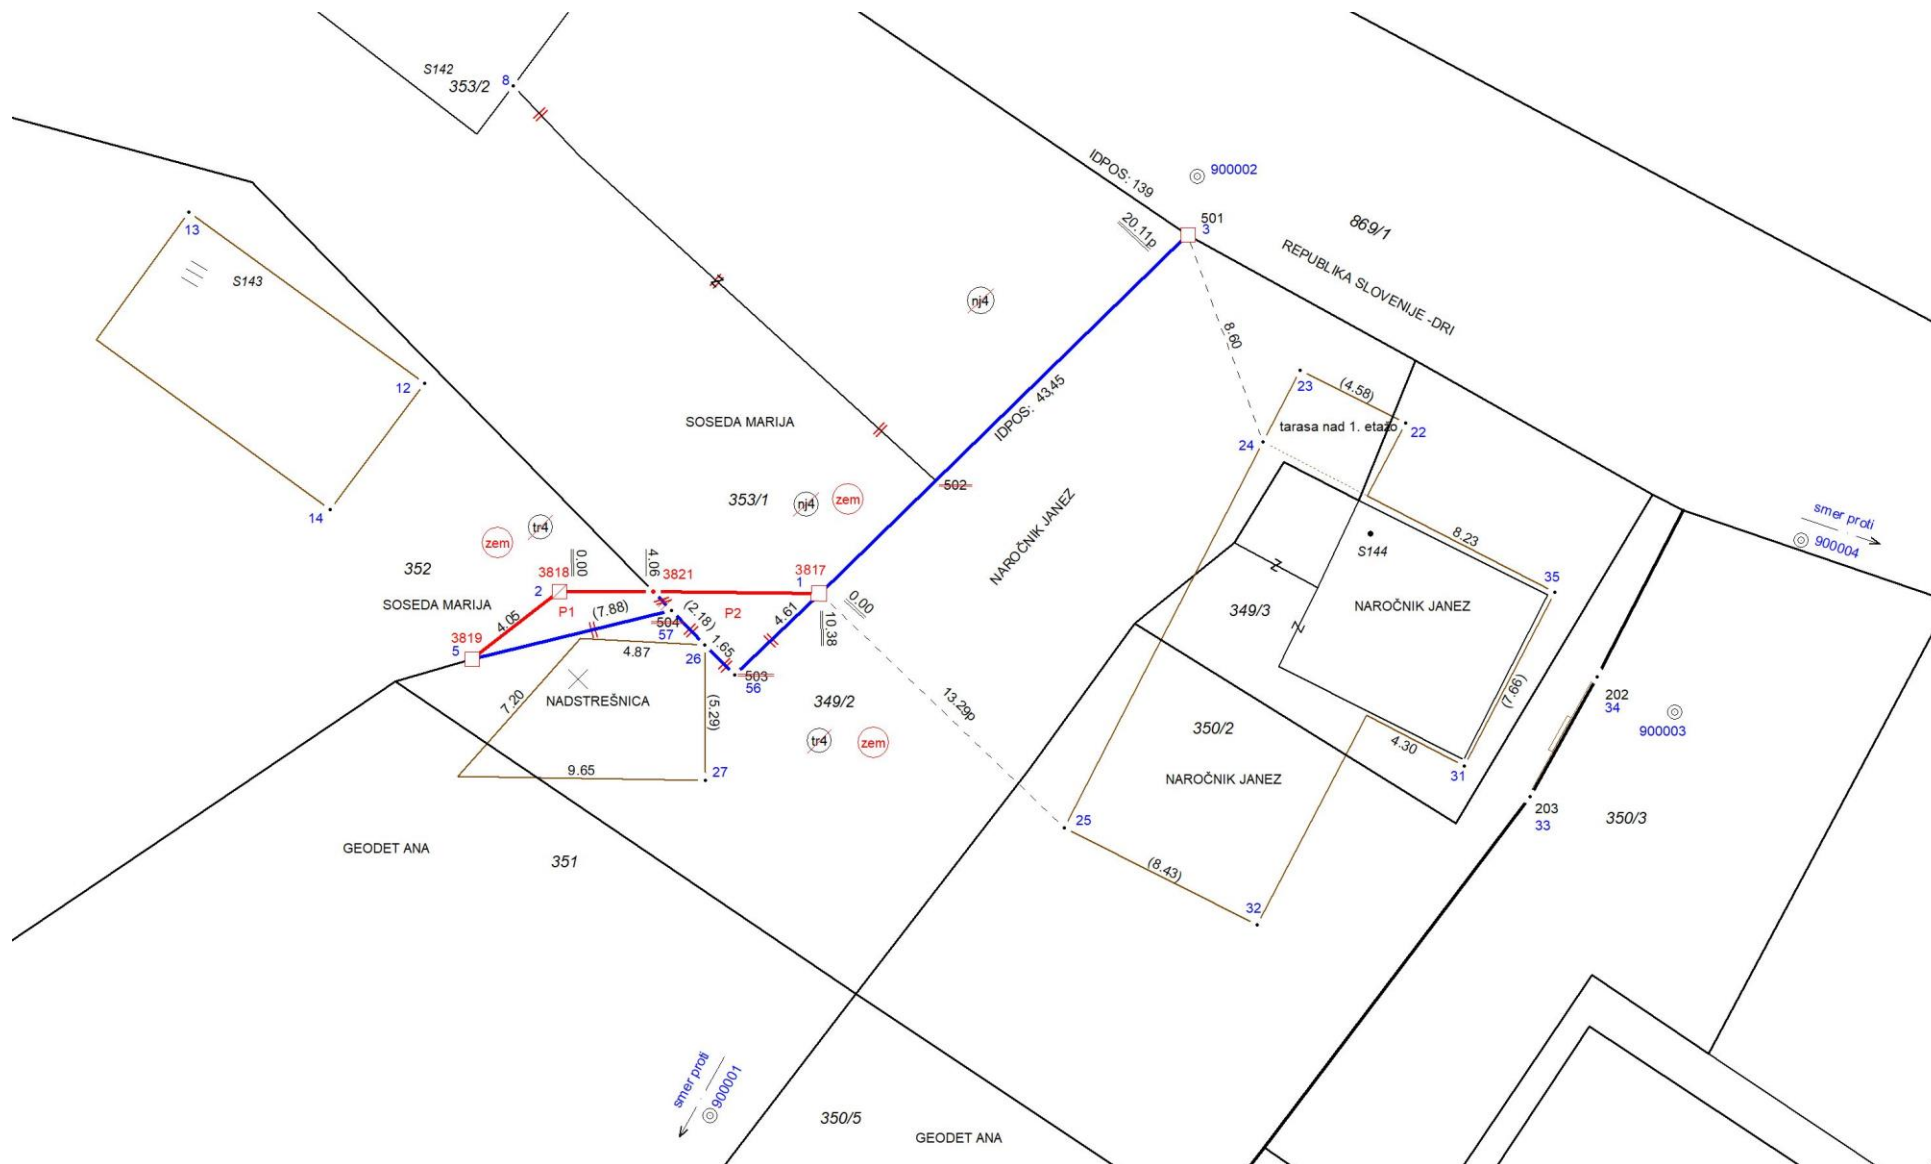 S142
353/2
8
IDPOS: 139
900002
20.11p
501
3
869/1
REPUBLIKA SLOVENIJE -DRI
13
S143
nj4
8.60
12
23
(4.58)
tarasa nad 1. etažo
22
24
SOSEDA MARIJA
IDPOS: 43,45
14
353/1
nj4
zem
502
NAROČNIK JANEZ
smer proti
900004
8.23
S144
tr4
zem
352
0.00
4.06
3818
2
3821
3817
1
P1
P2
0.00
10.38
SOSEDA MARIJA
4.05
(7.88)
(2.18)
4.61
3819
5
504
57
1.65
26
503
56
4.87
7.20
NADSTREŠNICA
(5.29)
9.65
27
349/2
tr4
zem
13.29p
349/3
Z
Z
NAROČNIK JANEZ
35
(7.66)
350/2
NAROČNIK JANEZ
4.30
31
202
34
900003
203
33
350/3
25
(8.43)
32
GEODET ANA
351
smer proti
900001
350/5
GEODET ANA